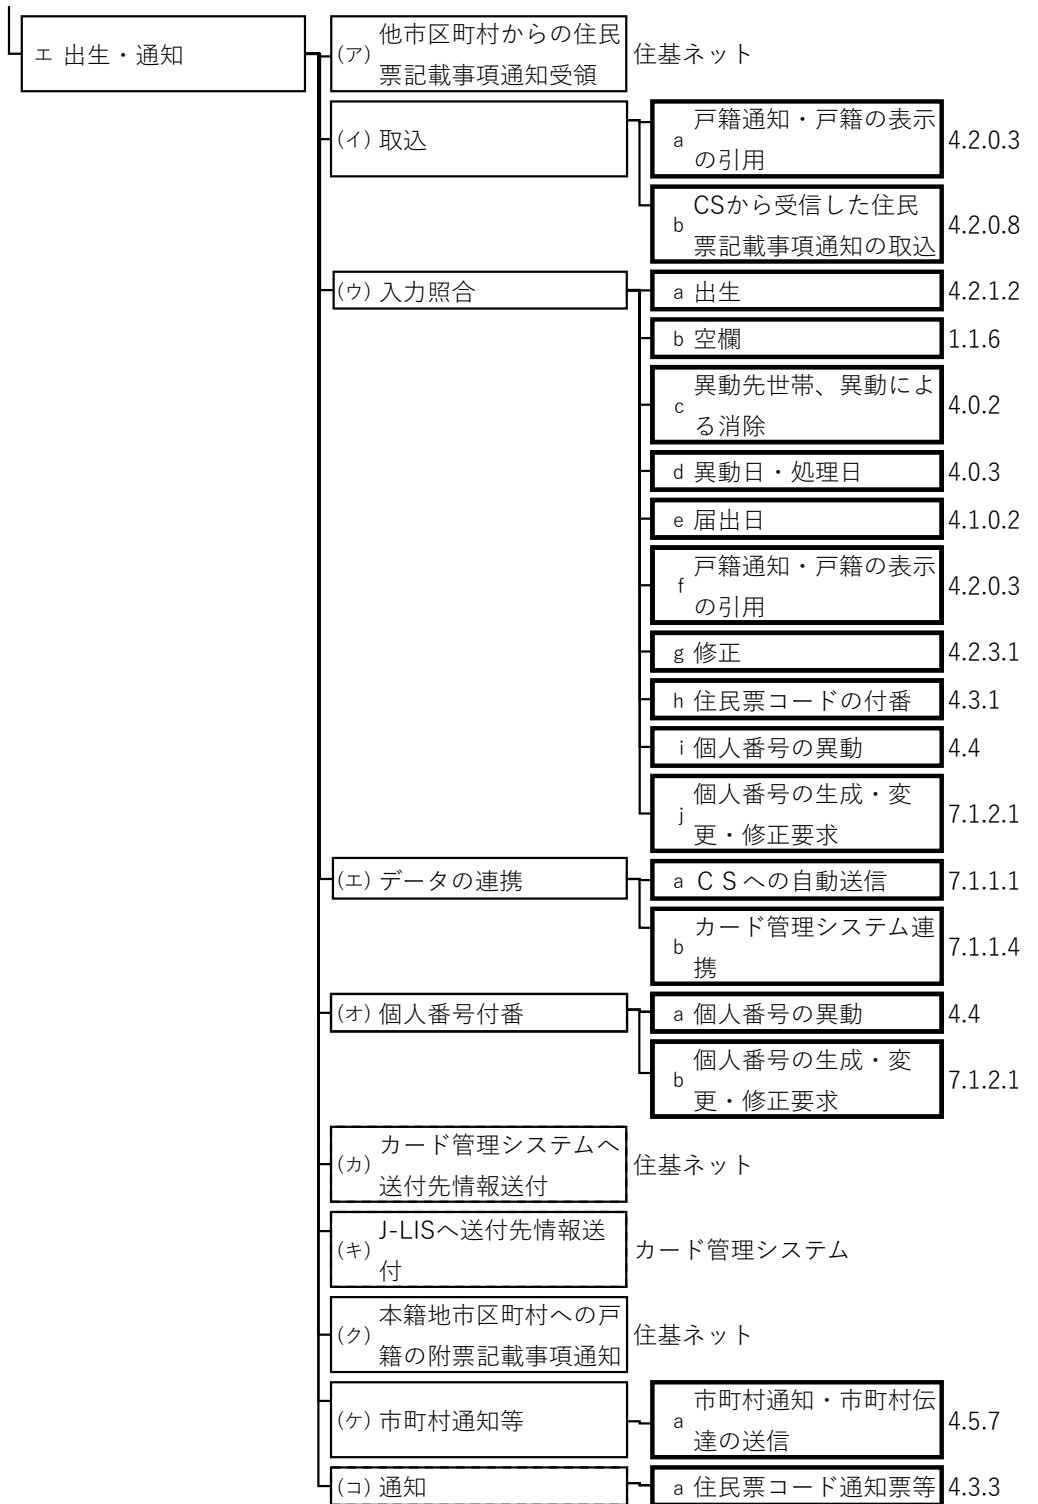 エ 出生・通知
(ア) 他市区町村からの住民
票記載事項通知受領
住基ネット
(イ) 取込
a 戸籍通知・戸籍の表示
の引用
4.2.0.3
b CSから受信した住民
票記載事項通知の取込
4.2.0.8
(ウ) 入力照合
a 出生 4.2.1.2
b 空欄 1.1.6
c 異動先世帯、異動によ
る消除
4.0.2
d 異動日・処理日 4.0.3
e 届出日 4.1.0.2
f 戸籍通知・戸籍の表示
の引用
4.2.0.3
g 修正 4.2.3.1
h 住民票コードの付番 4.3.1
i 個人番号の異動 4.4
j 個人番号の生成・変
更・修正要求
7.1.2.1
(エ) データの連携
a ＣＳへの自動送信 7.1.1.1
b カード管理システム連
携
7.1.1.4
(オ) 個人番号付番
a 個人番号の異動 4.4
b 個人番号の生成・変
更・修正要求
7.1.2.1
(カ) カード管理システムへ
送付先情報送付
住基ネット
(キ) J-LISへ送付先情報送
付
カード管理システム
(ク) 本籍地市区町村への戸
籍の附票記載事項通知
住基ネット
(ケ) 市町村通知等
a 市町村通知・市町村伝
達の送信
4.5.7
(コ) 通知
a 住民票コード通知票等 4.3.3